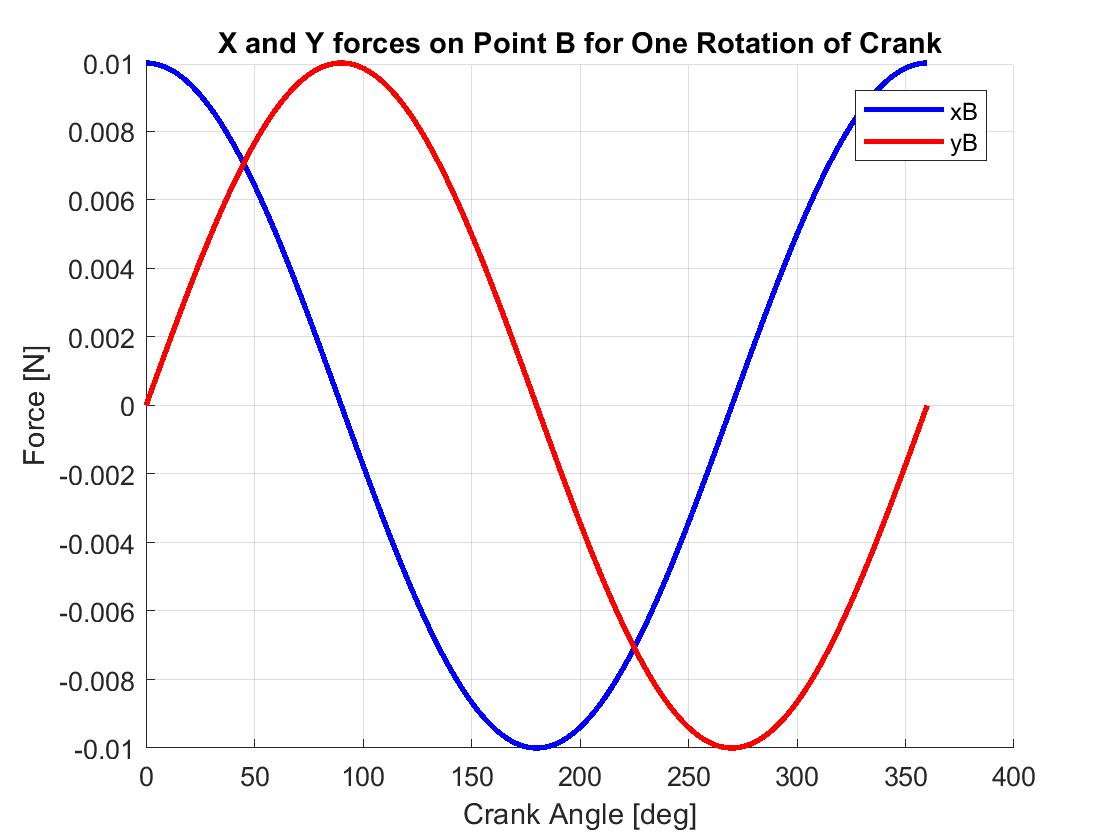 X and Y forces on Point B for One Rotation of Crank
0.01
0.008
0.006
0.004
0.002
0
-0.002
-0.004
-0.006
-0.008
-0.01
Force [N]
xB
yB
0 50 100 150 200 250 300 350 400
Crank Angle [deg]